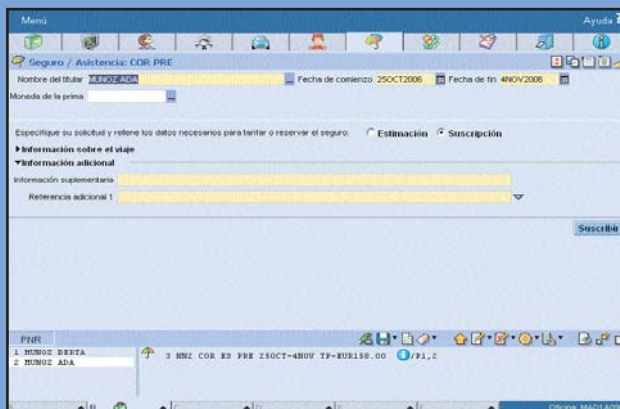 Menú Ayuda ?
Seguro / Asistencia: COR PRE
Nombre del titular MUNOZ ADA Fecha de comienzo 25OCT2006 Fecha de fin 4NOV2006
Moneda de la prima
Especifique su solicitud y rellene los datos necesarios para tarifar o reservar el seguro: Estimación Suscripción
Información sobre el viaje
Información adicional
Información suplementaria
Referencia adicional 1
Suscribir
PNR
1 MUNOZ BERTA
2 MUNOZ ADA
3 HHZ COR ES PRE 25OCT-4NOV TP-EUR158.00 /P1,2
Oficina: MAD1A09